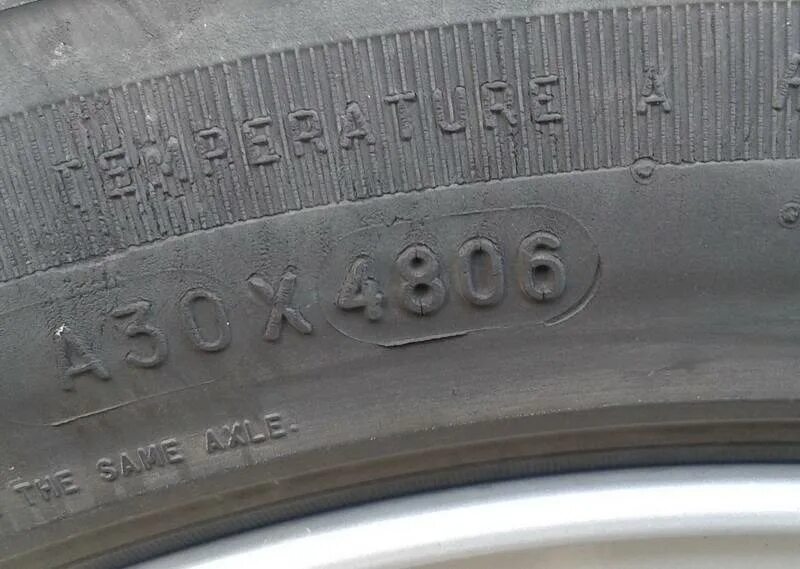 TEMPERATURE A
A30X 4806
THE SAME AXLE.